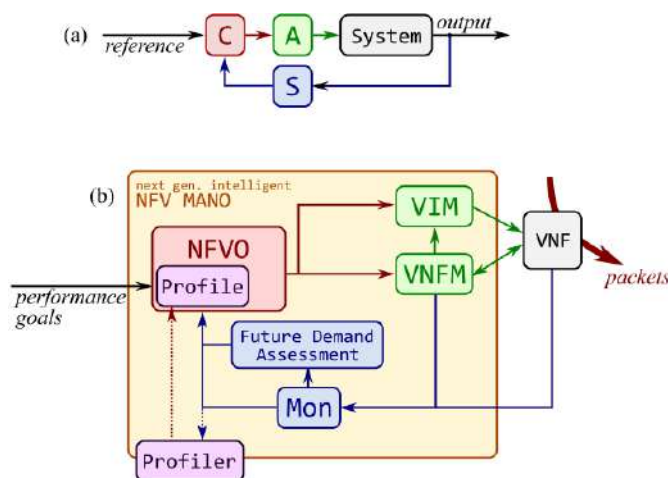 (a)
reference
C
A
System
output
S
(b)
next gen. intelligent
NFV MANO
NFVO
Profile
VIM
VNFM
VNF
packets
performance
goals
Future Demand
Assessment
Mon
Profiler